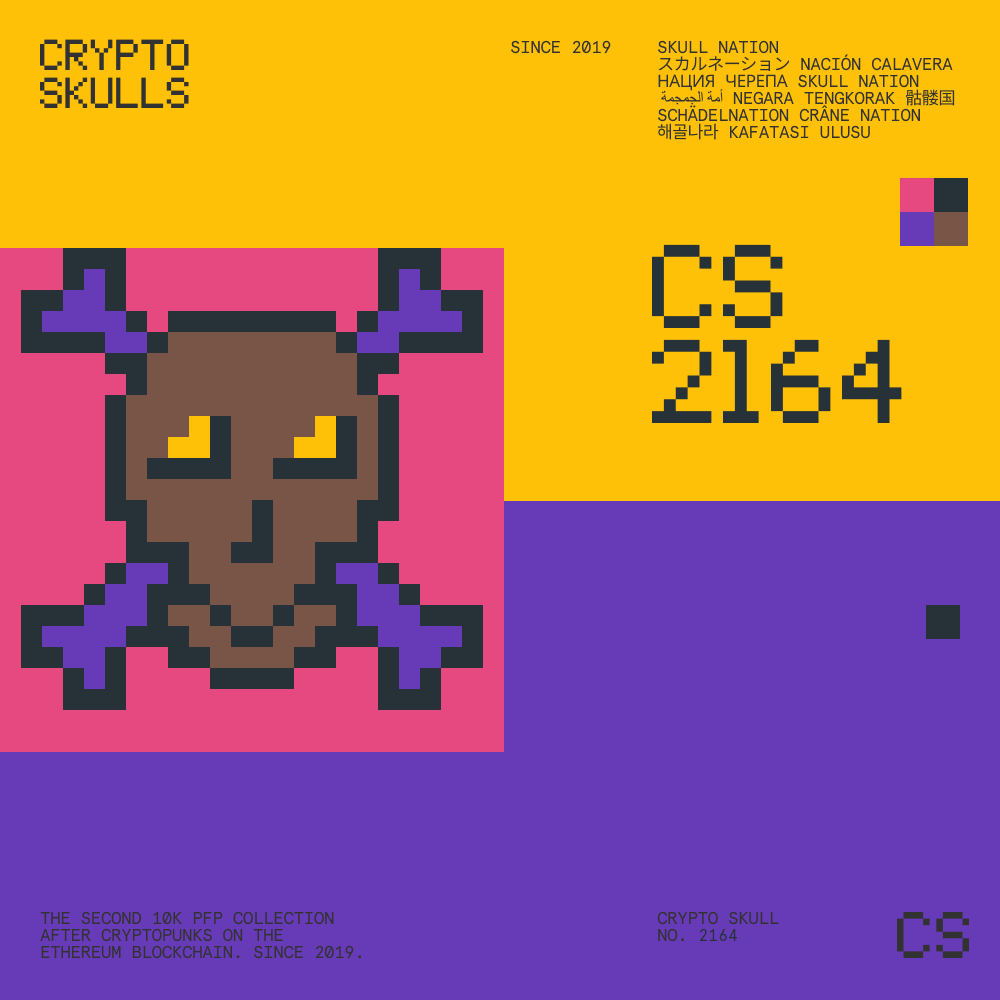 CRYPTO
SKULLS
SINCE 2019
SKULL NATION
スカルネーション NACIÓN CALAVERA
НАЦИЯ ЧЕРЕПА SKULL NATION
أمة الجمجمة NEGARA TENGKORAK 骷髅国
SCHÄDELNATION CRÂNE NATION
해골나라 KAFATASI ULUSU
CS
2164
THE SECOND 10K PFP COLLECTION
AFTER CRYPTOPUNKS ON THE
ETHEREUM BLOCKCHAIN. SINCE 2019.
CRYPTO SKULL
NO. 2164
CS